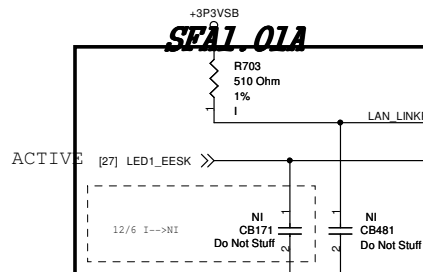 +3P3VSB
SFA1.01A
R703
510 Ohm
1%
I
1
LAN_LINK
ACTIVE [27] LED1_EESK
12/6 I-->NI
1
NI
CB171
Do Not Stuff
2
1
NI
CB481
Do Not Stuff
2